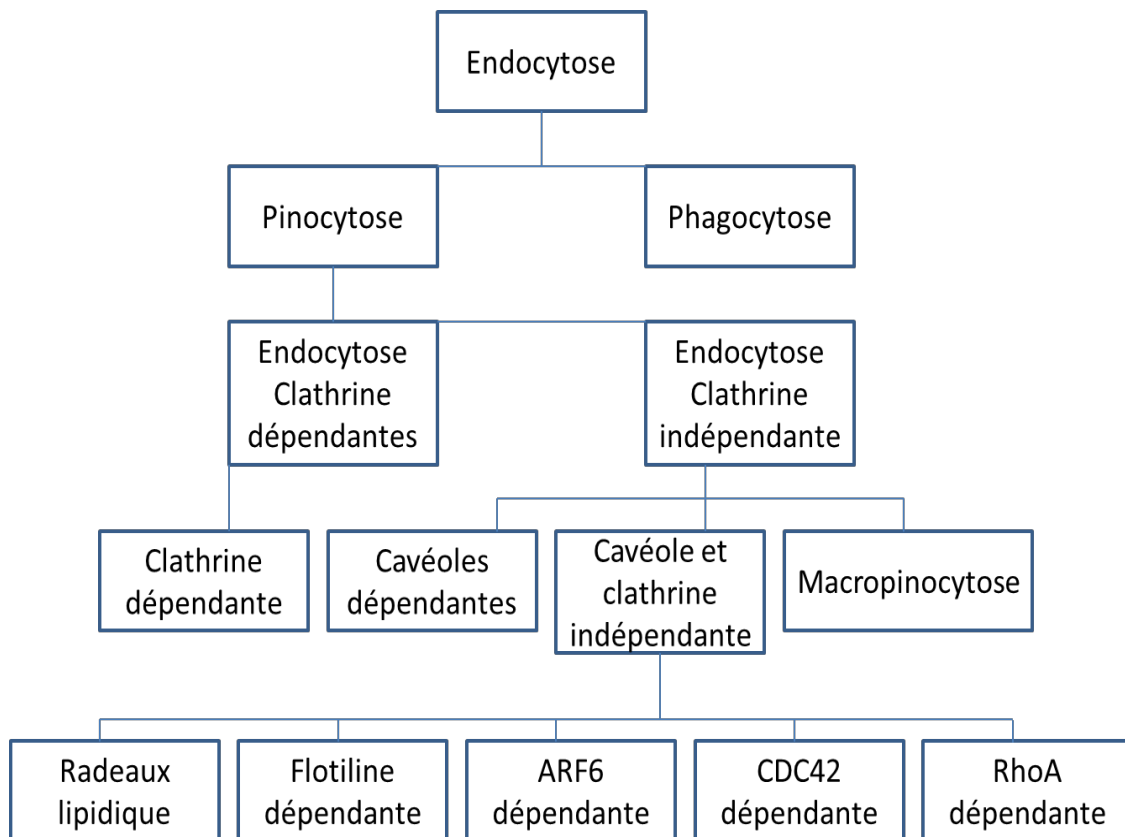 Endocytose
Pinocytose
Phagocytose
Endocytose
Clathrine
dépendantes
Endocytose
Clathrine
indépendante
Clathrine
dépendante
Cavéoles
dépendantes
Cavéole et
clathrine
indépendante
Macropinocytose
Radeaux
lipidique
Flotiline
dépendante
ARF6
dépendante
CDC42
dépendante
RhoA
dépendante